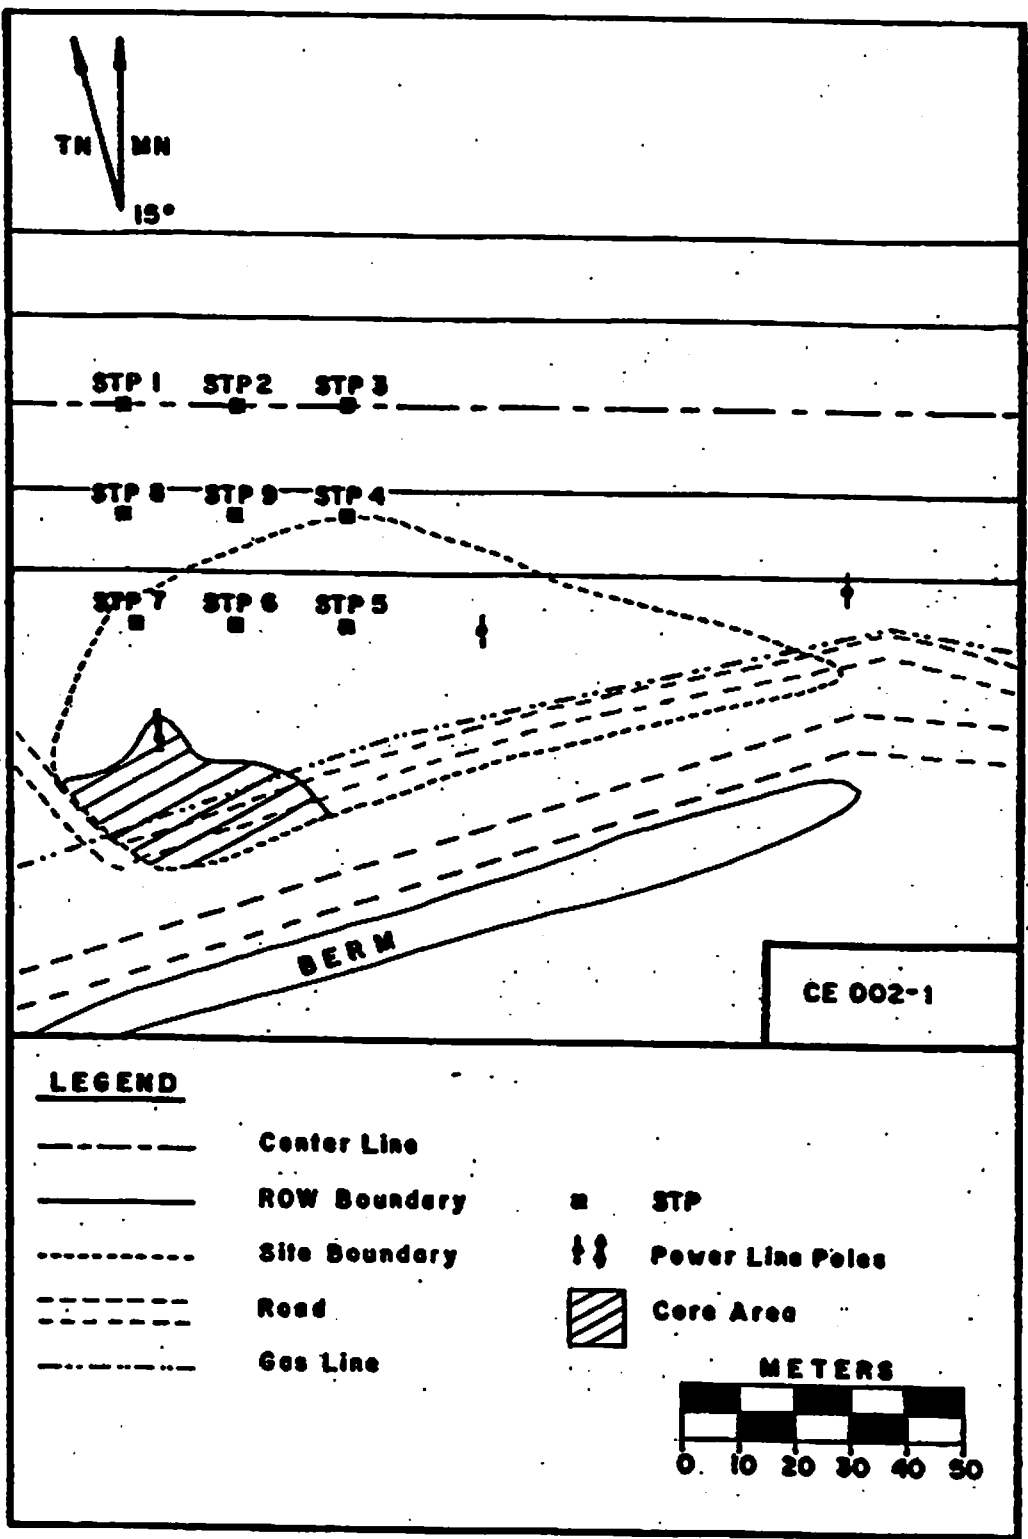 TN MN
15°
STP 1 STP 2 STP 3
STP 8 STP 9 STP 4
STP 7 STP 6 STP 5
BERM
CE 002-1
LEGEND
Center Line
ROW Boundary
STP
Site Boundary
Power Line Poles
Road
Core Area
Gas Line
METERS
0 10 20 30 40 50